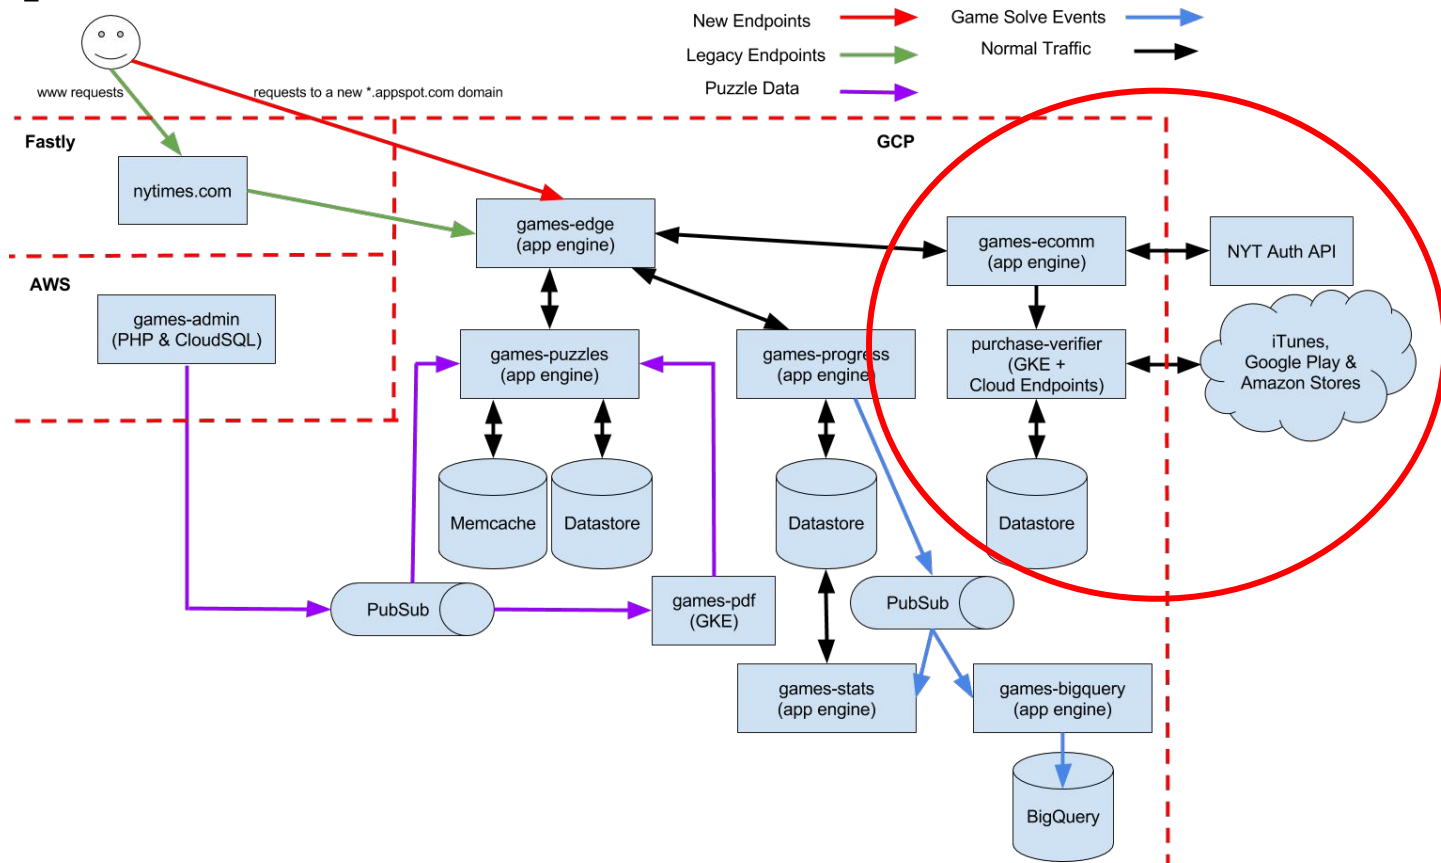 New Endpoints
Game Solve Events
Legacy Endpoints
Normal Traffic
Puzzle Data
www requests
requests to a new *.appspot.com domain
Fastly
GCP
nytimes.com
games-edge
(app engine)
games-ecomm
(app engine)
NYT Auth API
AWS
games-admin
(PHP & CloudSQL)
games-puzzles
(app engine)
games-progress
(app engine)
purchase-verifier
(GKE +
Cloud Endpoints)
iTunes,
Google Play &
Amazon Stores
Memcache
Datastore
Datastore
Datastore
PubSub
games-pdf
(GKE)
PubSub
games-stats
(app engine)
games-bigquery
(app engine)
BigQuery